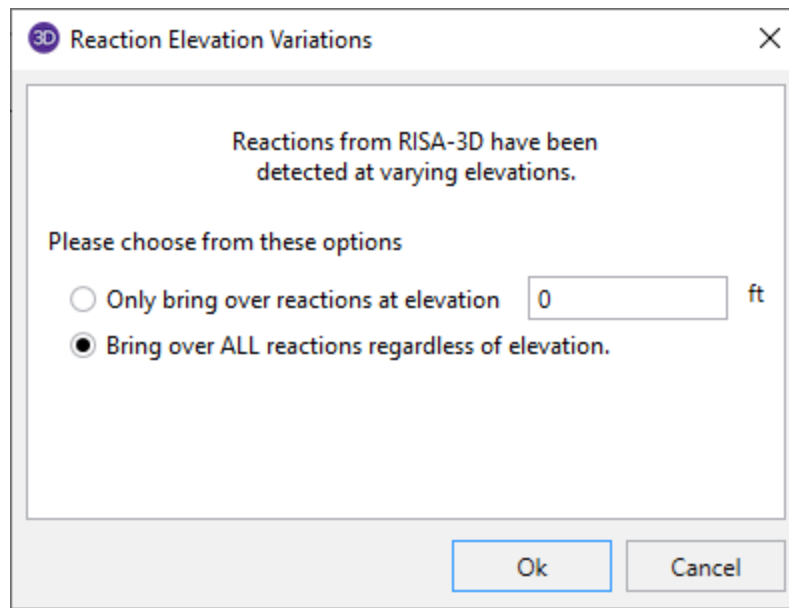 3D Reaction Elevation Variations
Reactions from RISA-3D have been
detected at varying elevations.
Please choose from these options
Only bring over reactions at elevation 0 ft
Bring over ALL reactions regardless of elevation.
Ok Cancel